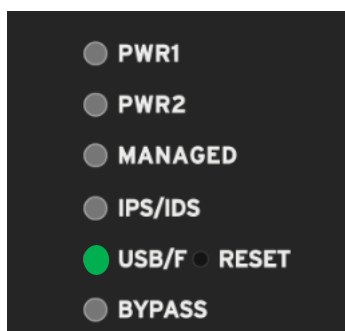 PWR1
PWR2
MANAGED
IPS/IDS
USB/F RESET
BYPASS